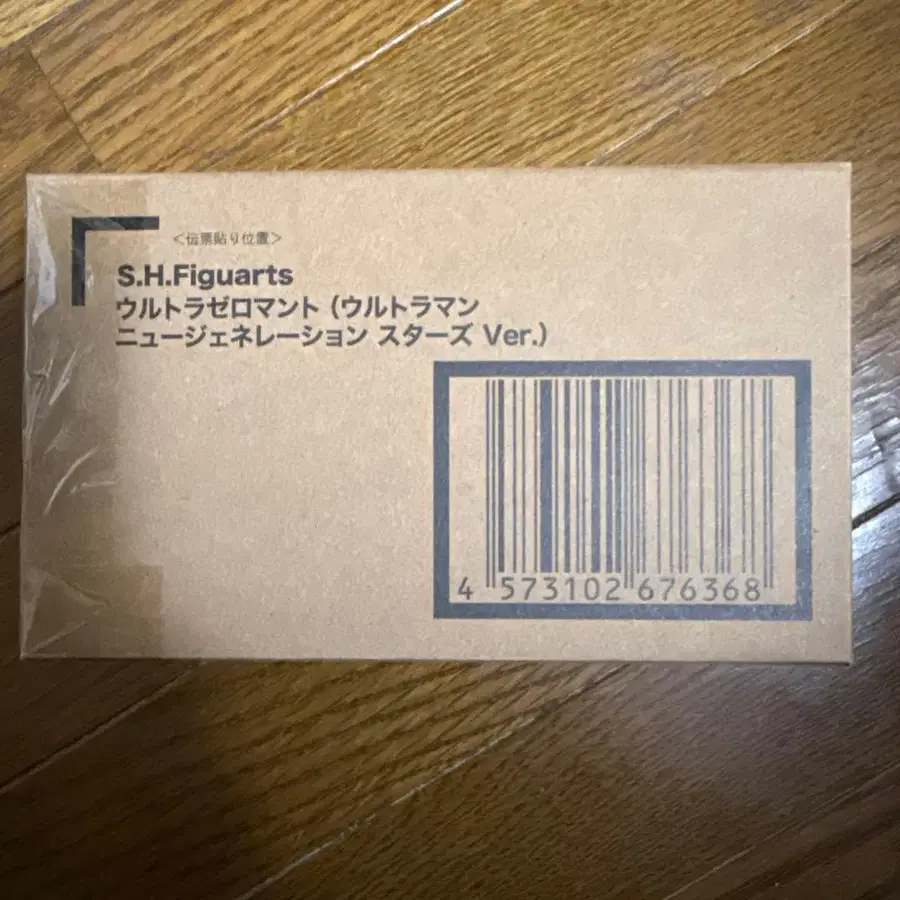 ＜伝票貼り位置＞
S.H.Figuarts
ウルトラゼロマント（ウルトラマン
ニュージェネレーション スターズ Ver.）
4 573102 676368